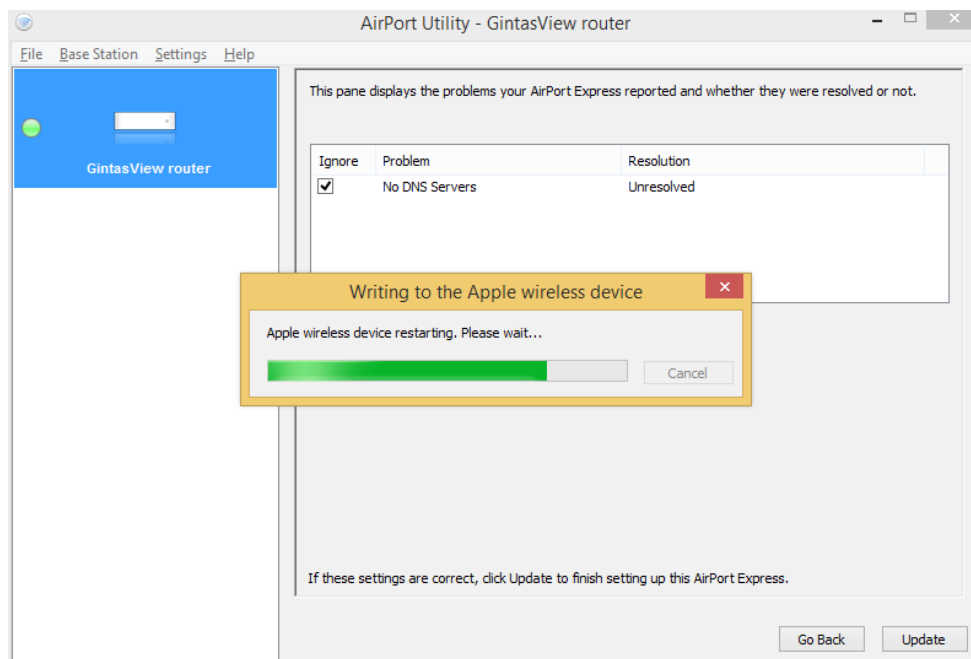 AirPort Utility - GintasView router
File Base Station Settings Help
This pane displays the problems your AirPort Express reported and whether they were resolved or not.
GintasView router
Ignore Problem Resolution
No DNS Servers Unresolved
Writing to the Apple wireless device
Apple wireless device restarting. Please wait...
Cancel
If these settings are correct, click Update to finish setting up this AirPort Express.
Go Back Update